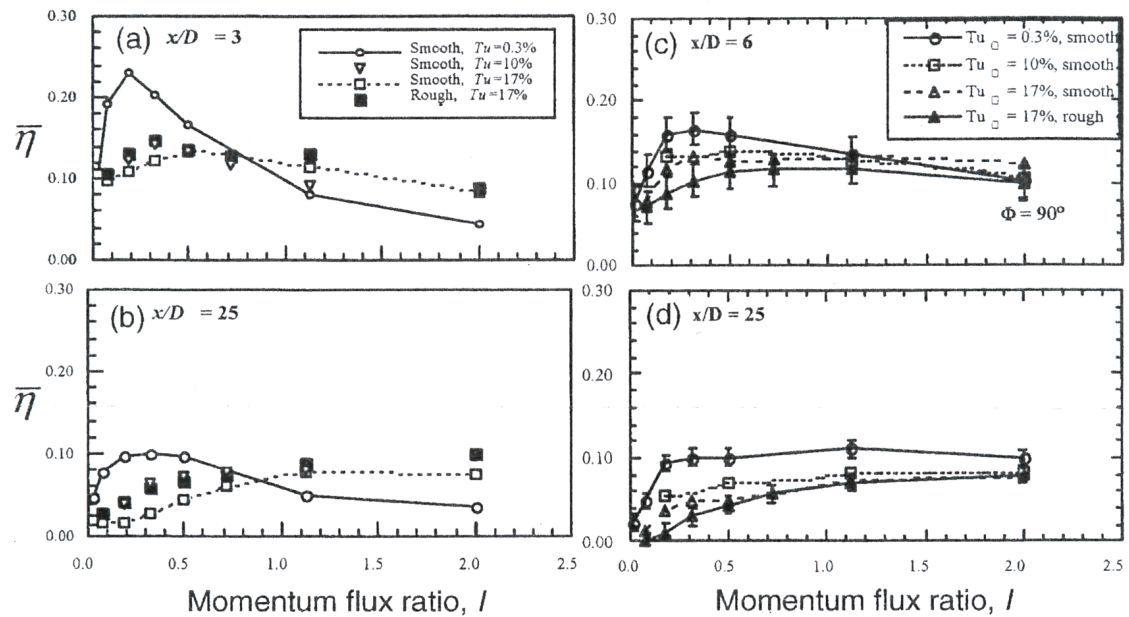 0.30
(a) x/D = 3
Smooth, Tu=0.3%
Smooth, Tu=10%
Smooth, Tu=17%
Rough, Tu=17%
0.20
η̅
0.10
0.00
0.30
(b) x/D = 25
0.20
η̅
0.10
0.00
0.0 0.5 1.0 1.5 2.0 2.5
Momentum flux ratio, I
0.30
(c) x/D = 6
Tu = 0.3%, smooth
Tu = 10%, smooth
Tu = 17%, smooth
Tu = 17%, rough
0.20
0.10
Φ = 90º
0.00
0.30
(d) x/D = 25
0.20
0.10
0.00
0.0 0.5 1.0 1.5 2.0 2.5
Momentum flux ratio, I